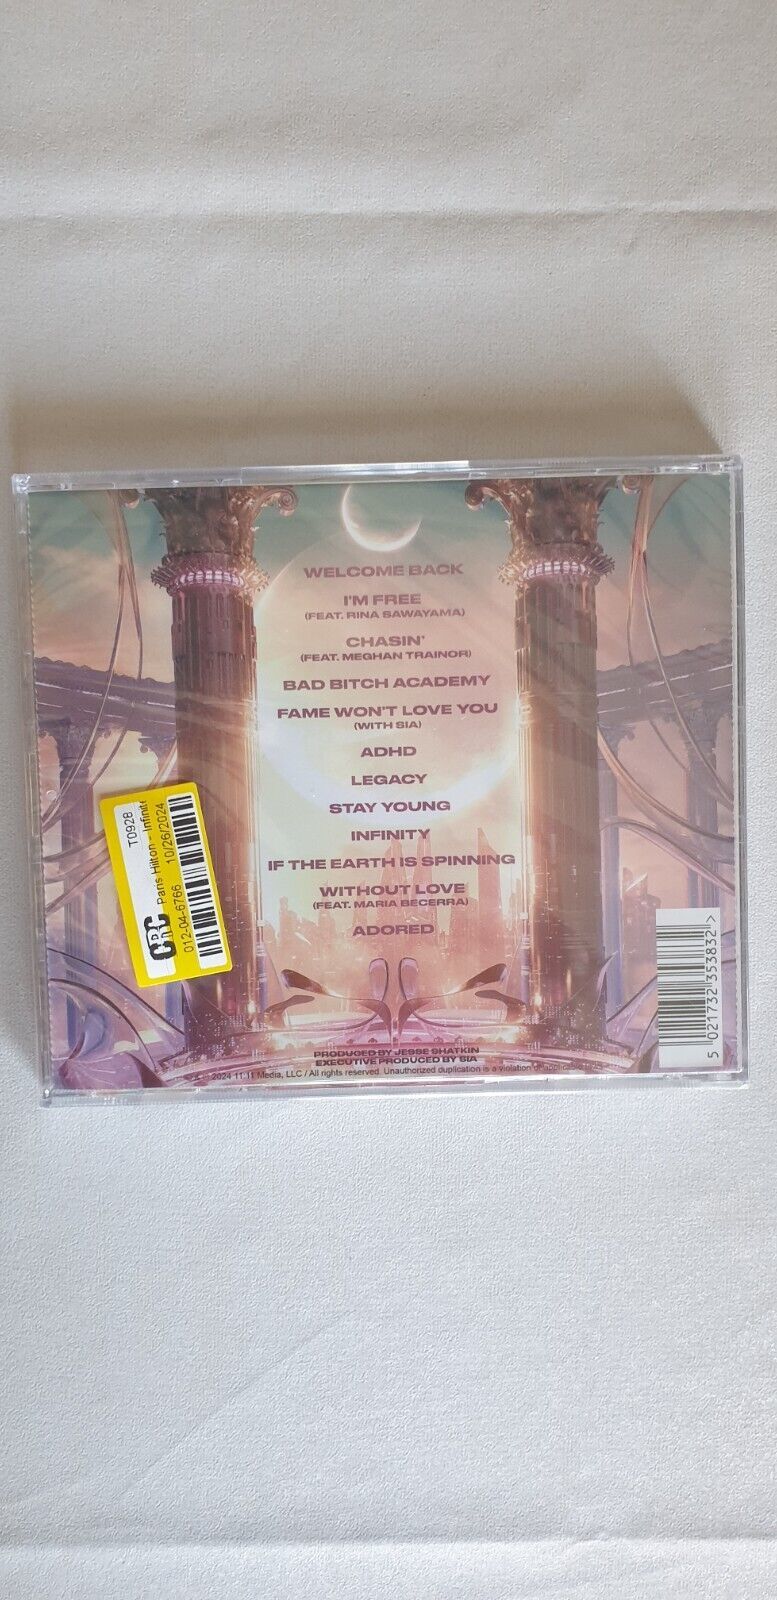 WELCOME BACK
I'M FREE
(FEAT. RINA SAWAYAMA)
CHASIN'
(FEAT. MEGHAN TRAINOR)
BAD BITCH ACADEMY
FAME WON'T LOVE YOU
(WITH SIA)
ADHD
LEGACY
STAY YOUNG
INFINITY
IF THE EARTH IS SPINNING
WITHOUT LOVE
(FEAT. MARIA BECERRA)
ADORED
T0928
Paris Hilton - Infinite
CRC
012-04-6766 10/26/2024
PRODUCED BY JESSE SHATKIN
EXECUTIVE PRODUCED BY SIA
2024 11:11 Media, LLC / All rights reserved. Unauthorized duplication is a violation of applicable
5 021732 353832 >